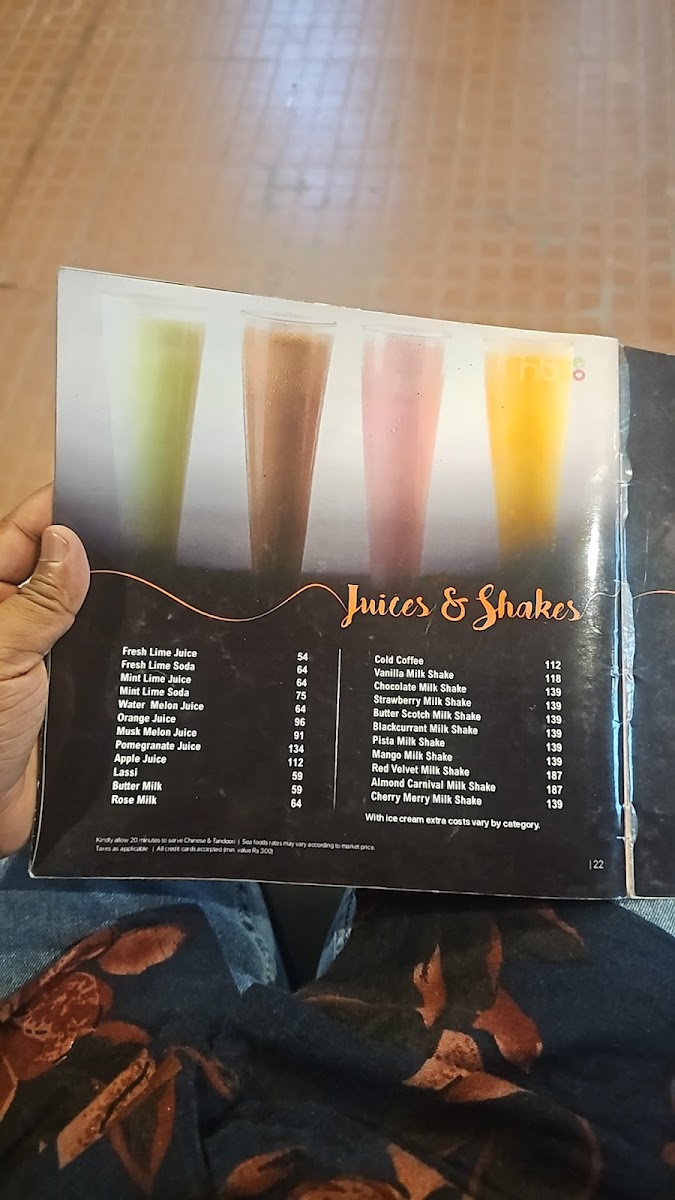 Juices & Shakes
Fresh Lime Juice 54
Fresh Lime Soda 64
Mint Lime Juice 64
Mint Lime Soda 75
Water Melon Juice 64
Orange Juice 96
Musk Melon Juice 91
Pomegranate Juice 134
Apple Juice 112
Lassi 59
Butter Milk 59
Rose Milk 64
Cold Coffee 112
Vanilla Milk Shake 118
Chocolate Milk Shake 139
Strawberry Milk Shake 139
Butter Scotch Milk Shake 139
Blackcurrant Milk Shake 139
Pista Milk Shake 139
Mango Milk Shake 139
Red Velvet Milk Shake 187
Almond Carnival Milk Shake 187
Cherry Merry Milk Shake 139
With ice cream extra costs vary by category.
Kindly allow 20 minutes to serve Chinese & Tandoori | Sea foods rates may vary according to market price.
Taxes as applicable | All credit cards accepted (min. value Rs 300)
| 22